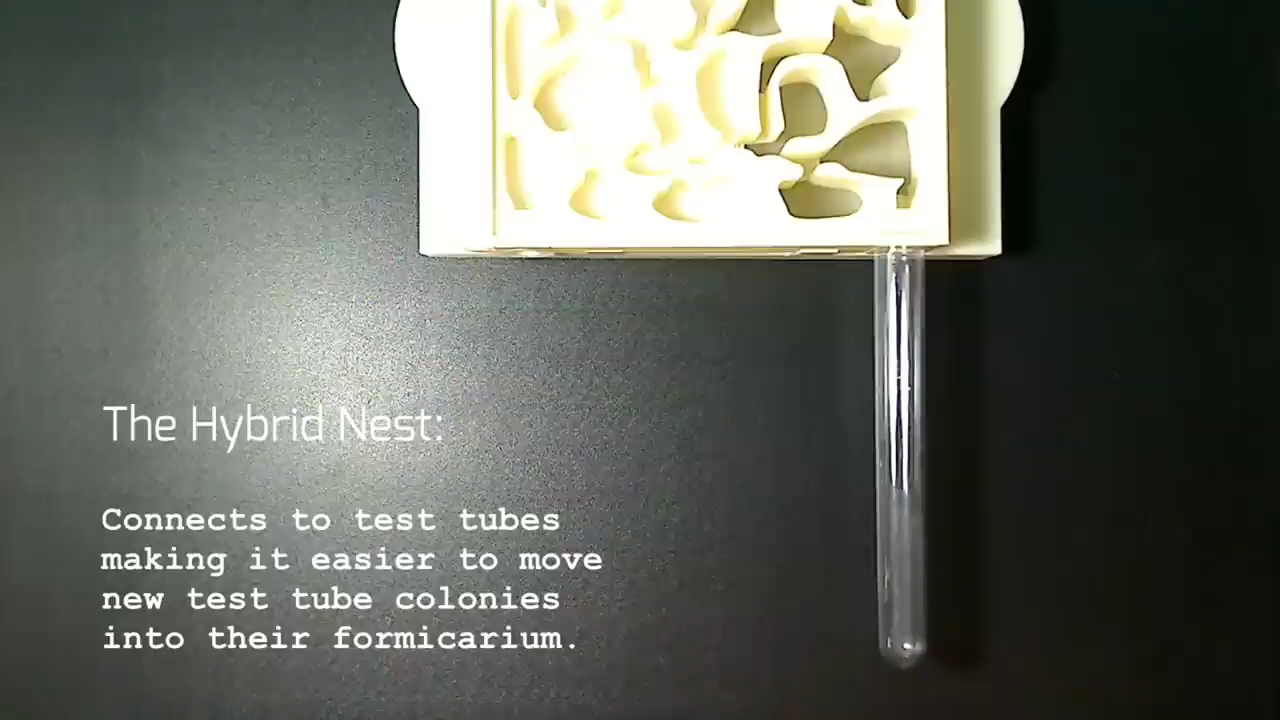 The Hybrid Nest:
Connects to test tubes
making it easier to move
new test tube colonies
into their formicarium.